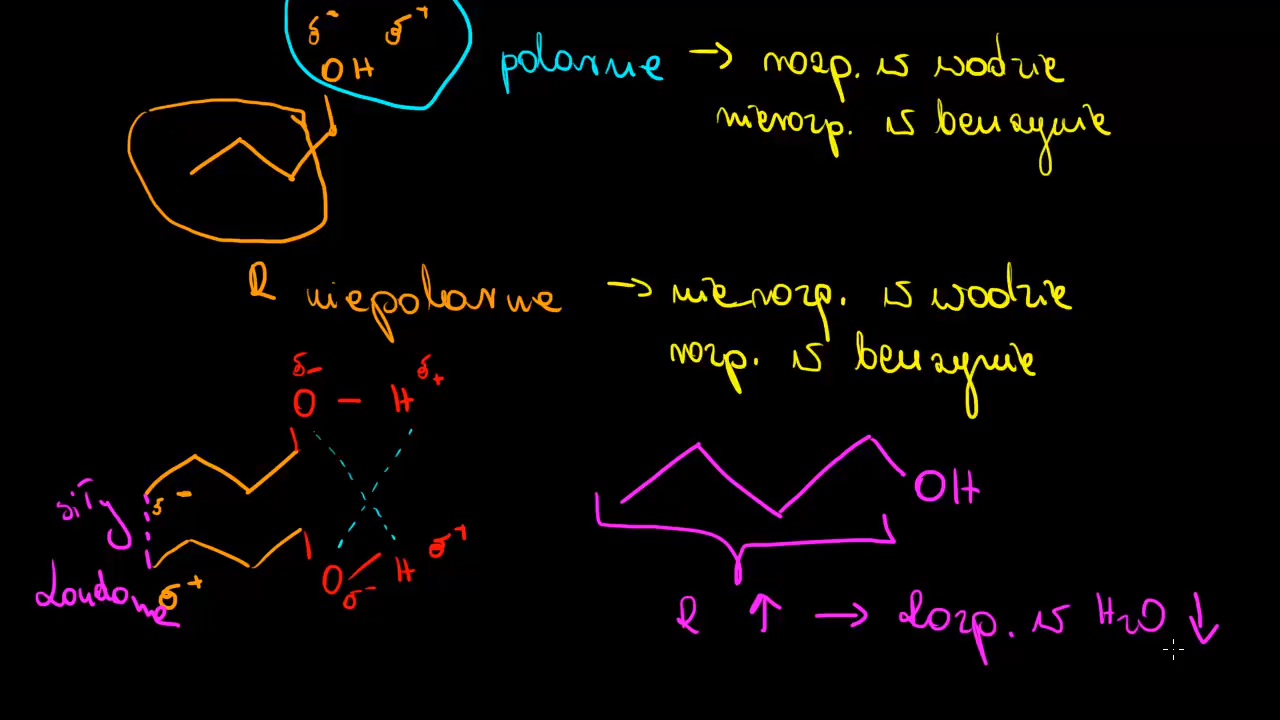 δ- δ+
OH
polarne → rozp. w wodzie
nierozp. w benzynie
R niepolarne → nierozp. w wodzie
rozp. w benzynie
δ- δ+
O - H
siły δ-
Londona δ+
O H δ+
δ-
OH
R ↑ → Rozp. w H2O ↓